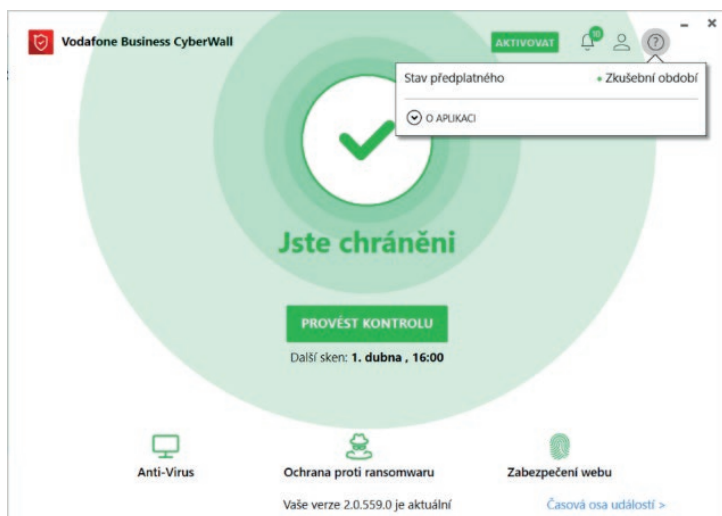 Vodafone Business CyberWall
AKTIVOVAT
10
Stav předplatného
Zkušební období
O APLIKACI
Jste chráněni
PROVÉST KONTROLU
Další sken: 1. dubna , 16:00
Anti-Virus
Ochrana proti ransomwaru
Zabezpečení webu
Vaše verze 2.0.559.0 je aktuální
Časová osa událostí >